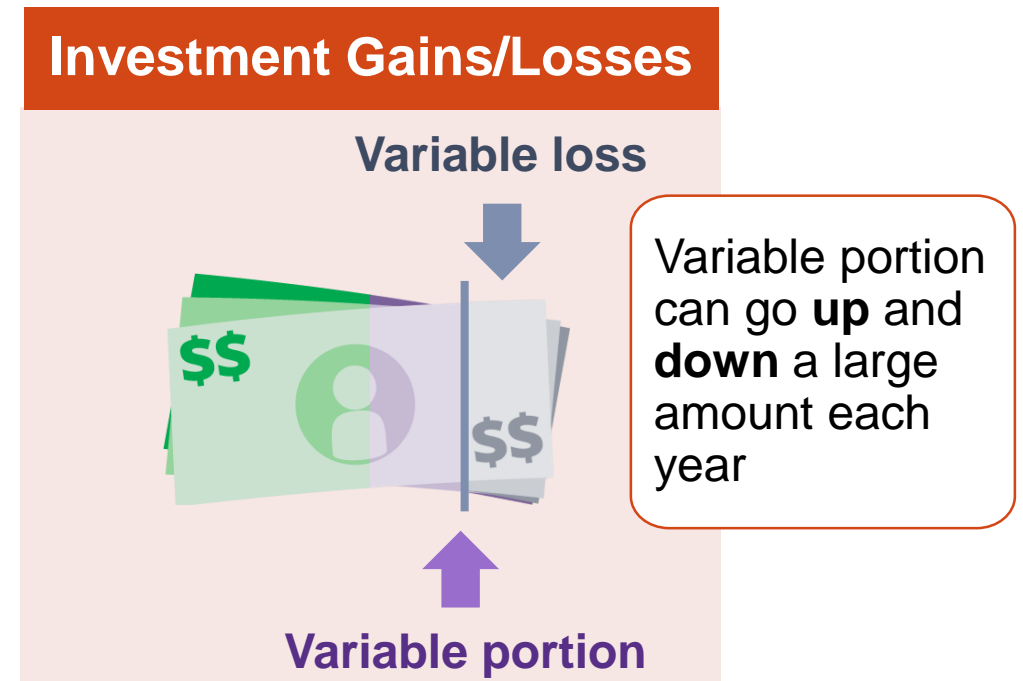 Investment Gains/Losses
Variable loss
$$
$$
Variable portion
Variable portion
can go up and
down a large
amount each
year